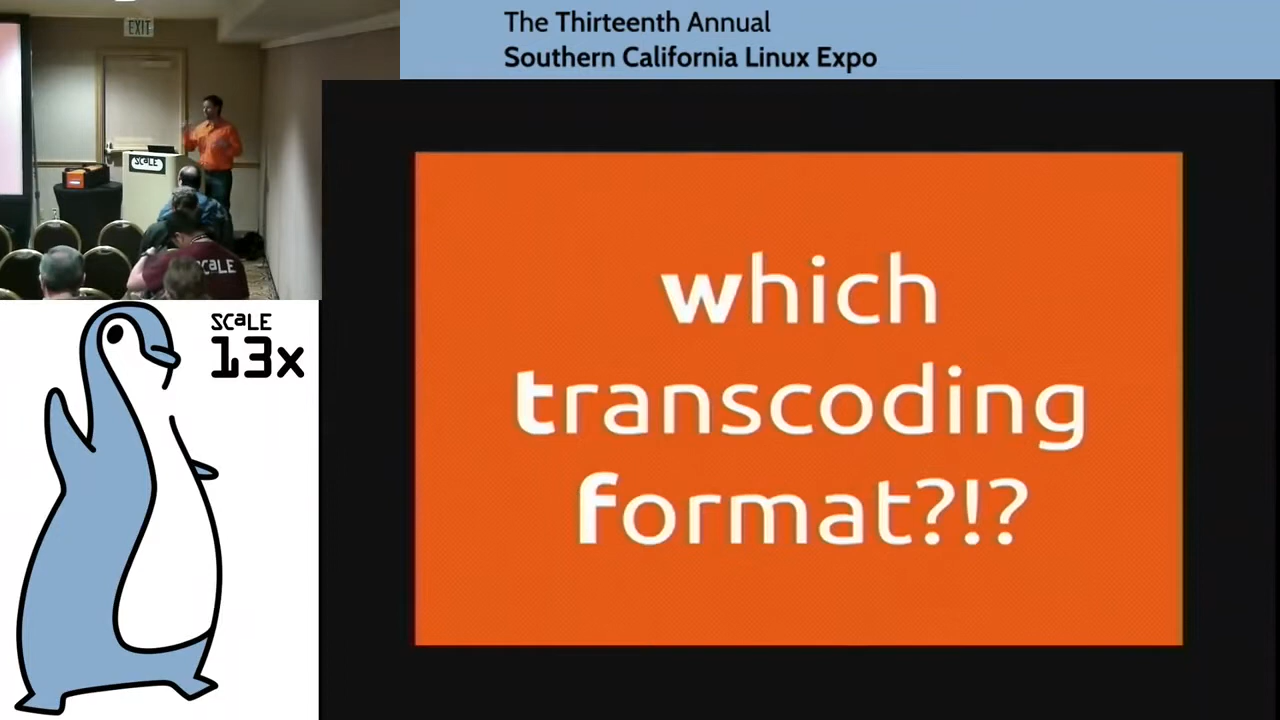 The Thirteenth Annual
Southern California Linux Expo
EXIT
SCaLE
SCaLE
SCaLE
13x
which
transcoding
format?!?